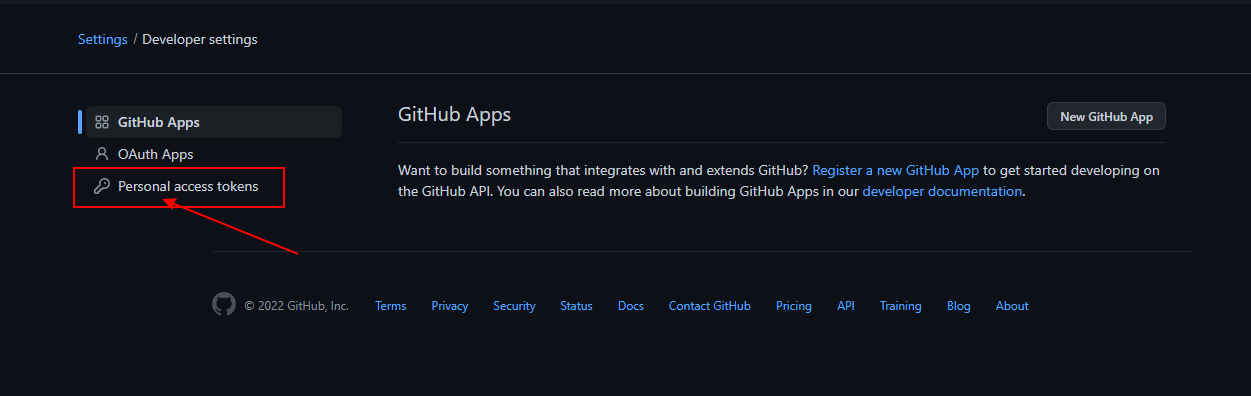 Settings / Developer settings
GitHub Apps
OAuth Apps
Personal access tokens
GitHub Apps
New GitHub App
Want to build something that integrates with and extends GitHub? Register a new GitHub App to get started developing on
the GitHub API. You can also read more about building GitHub Apps in our developer documentation.
© 2022 GitHub, Inc. Terms Privacy Security Status Docs Contact GitHub Pricing API Training Blog About